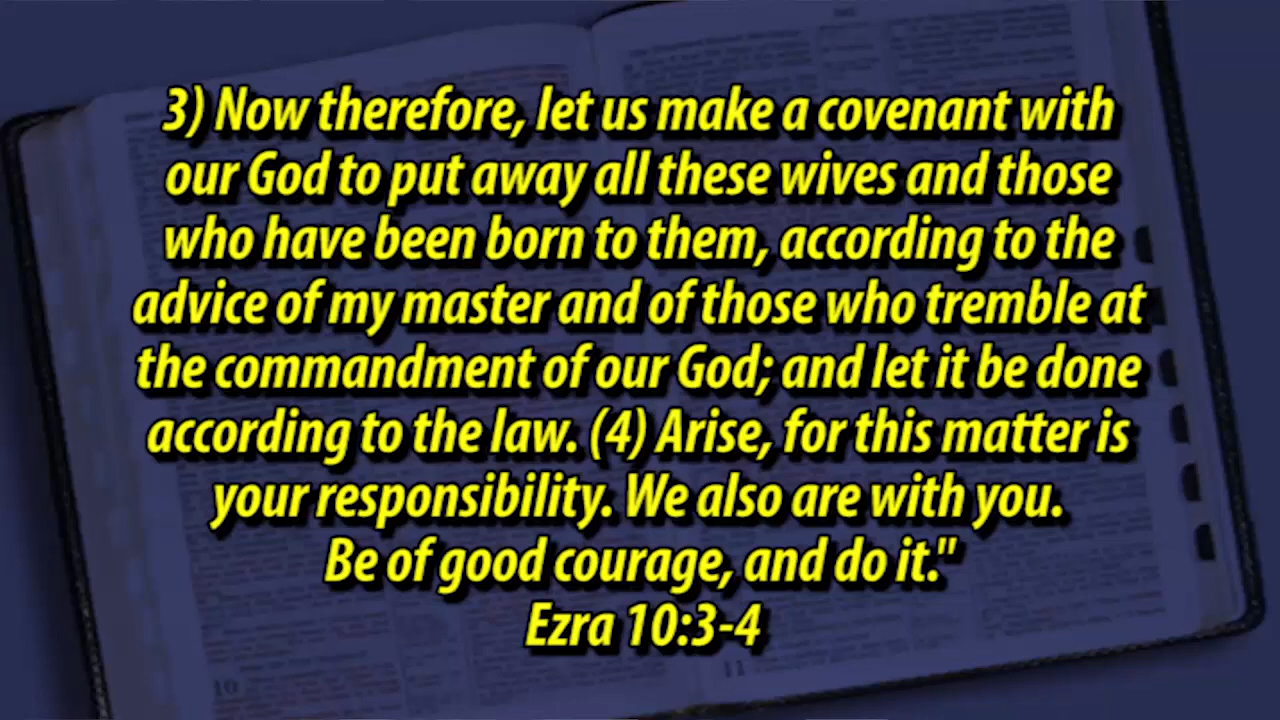 3) Now therefore, let us make a covenant with
our God to put away all these wives and those
who have been born to them, according to the
advice of my master and of those who tremble at
the commandment of our God; and let it be done
according to the law. (4) Arise, for this matter is
your responsibility. We also are with you.
Be of good courage, and do it."
Ezra 10:3-4
10
11